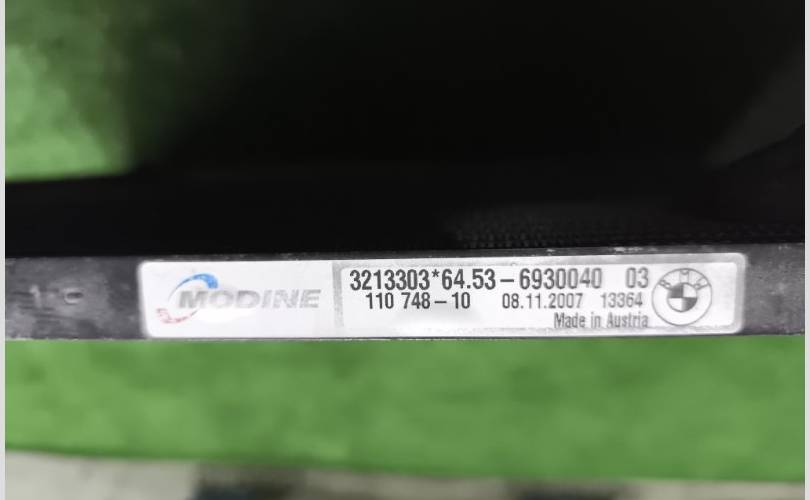 MODINE
3213303*64.53-6930040 03
110 748-10 08.11.2007 13364
Made in Austria
BMW